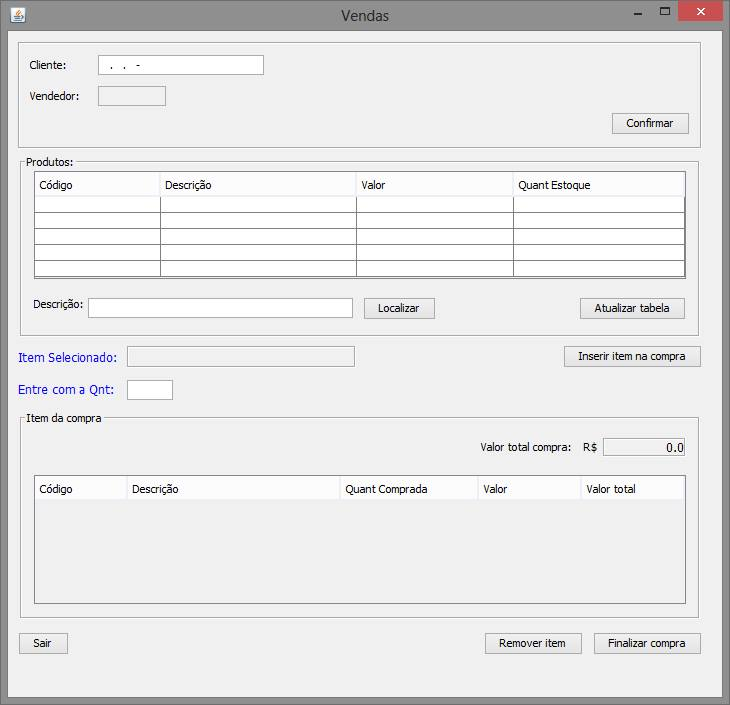 Vendas
Cliente: . . -
Vendedor:
Confirmar
Produtos:
Código Descrição Valor Quant Estoque
Descrição: Localizar Atualizar tabela
Item Selecionado: Inserir item na compra
Entre com a Qnt:
Item da compra
Valor total compra: R$ 0.0
Código Descrição Quant Comprada Valor Valor total
Sair Remover item Finalizar compra